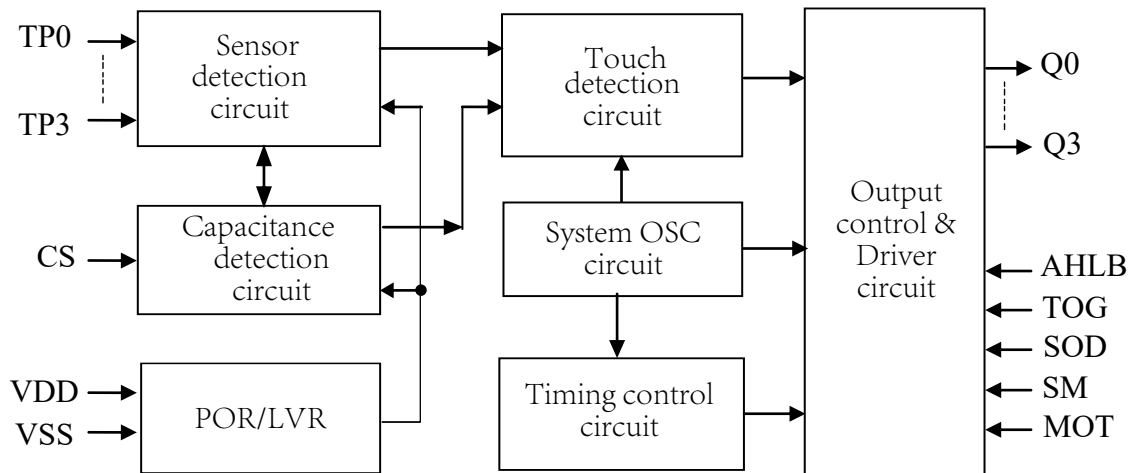 TP0
TP3
Sensor
detection
circuit
Touch
detection
circuit
Q0
Q3
CS
Capacitance
detection
circuit
System OSC
circuit
Output
control &
Driver
circuit
AHLB
TOG
SOD
SM
MOT
VDD
VSS
POR/LVR
Timing control
circuit